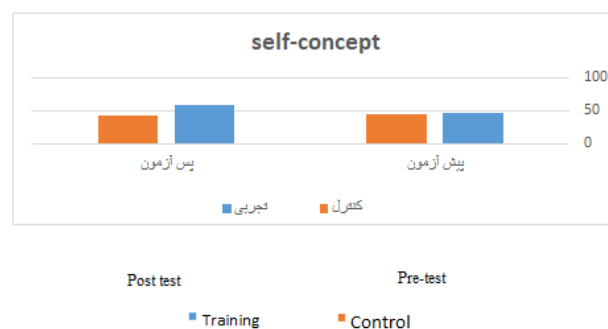 self-concept
100
50
0
پیش آزمون
پس آزمون
تجربی
کنترل
Post test
Pre-test
Training
Control